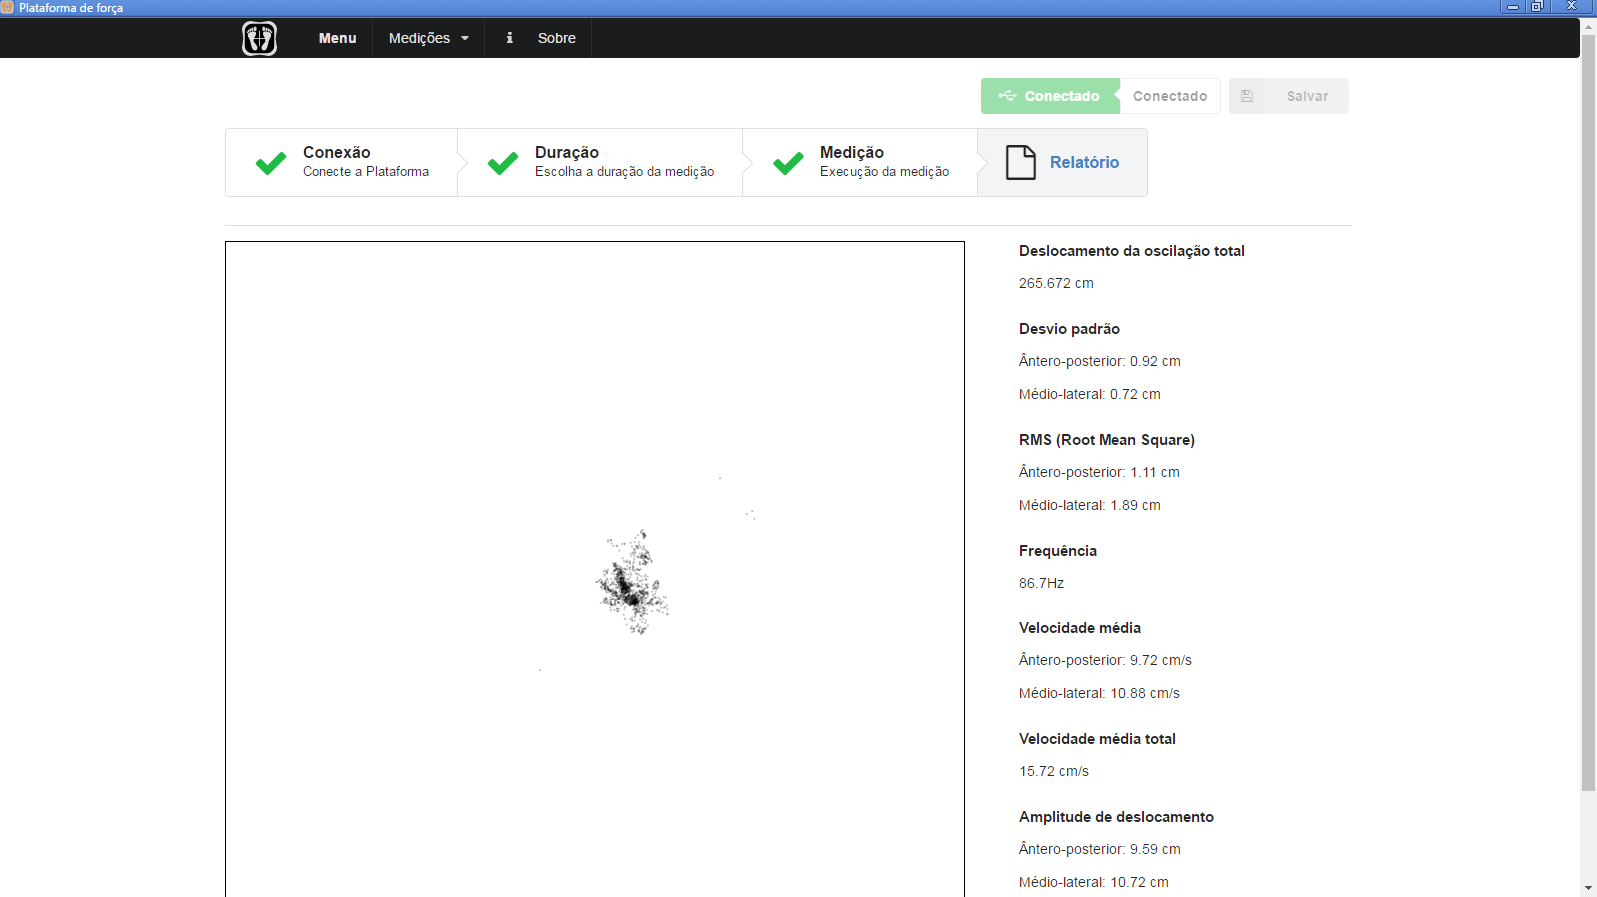 Plataforma de força
Menu
Medições
i
Sobre
Conectado
Conectado
Salvar
Conexão
Conecte a Plataforma
Duração
Escolha a duração da medição
Medição
Execução da medição
Relatório
Deslocamento da oscilação total
265.672 cm
Desvio padrão
Ântero-posterior: 0.92 cm
Médio-lateral: 0.72 cm
RMS (Root Mean Square)
Ântero-posterior: 1.11 cm
Médio-lateral: 1.89 cm
Frequência
86.7Hz
Velocidade média
Ântero-posterior: 9.72 cm/s
Médio-lateral: 10.88 cm/s
Velocidade média total
15.72 cm/s
Amplitude de deslocamento
Ântero-posterior: 9.59 cm
Médio-lateral: 10.72 cm